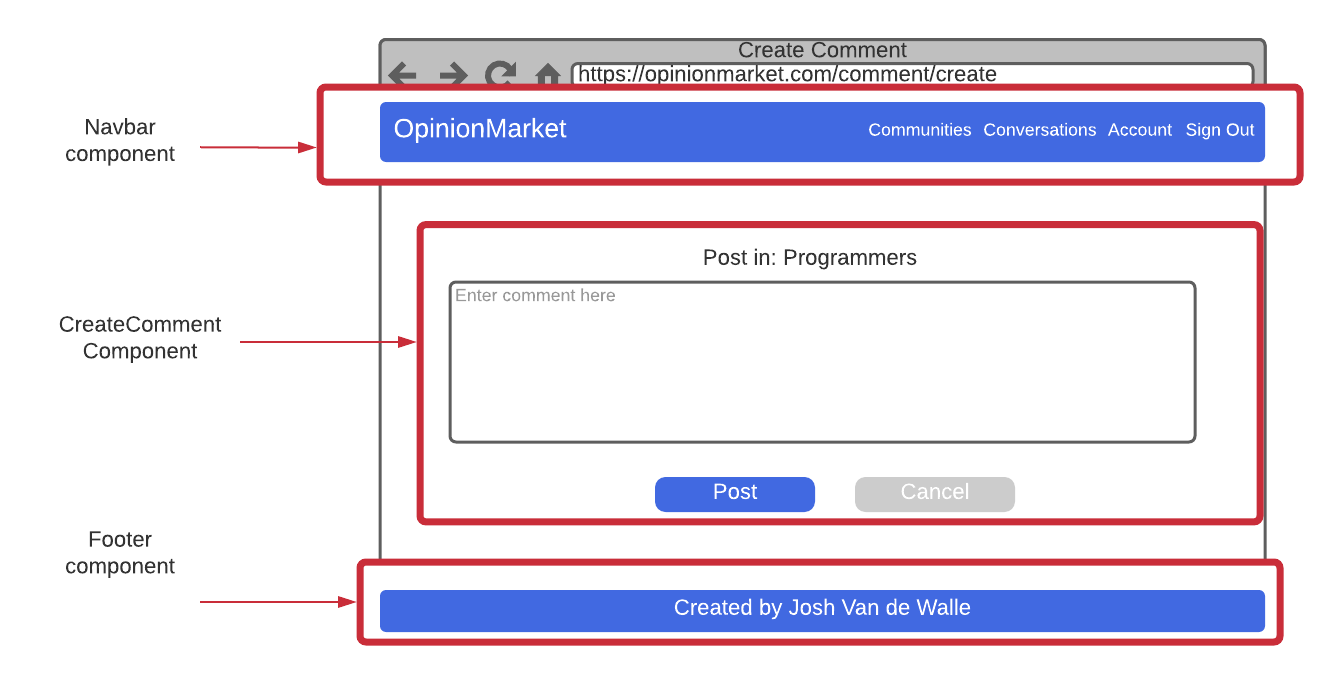 Create Comment
https://opinionmarket.com/comment/create
Navbar
component
OpinionMarket
Communities Conversations Account Sign Out
Post in: Programmers
Enter comment here
CreateComment
Component
Post
Cancel
Footer
component
Created by Josh Van de Walle